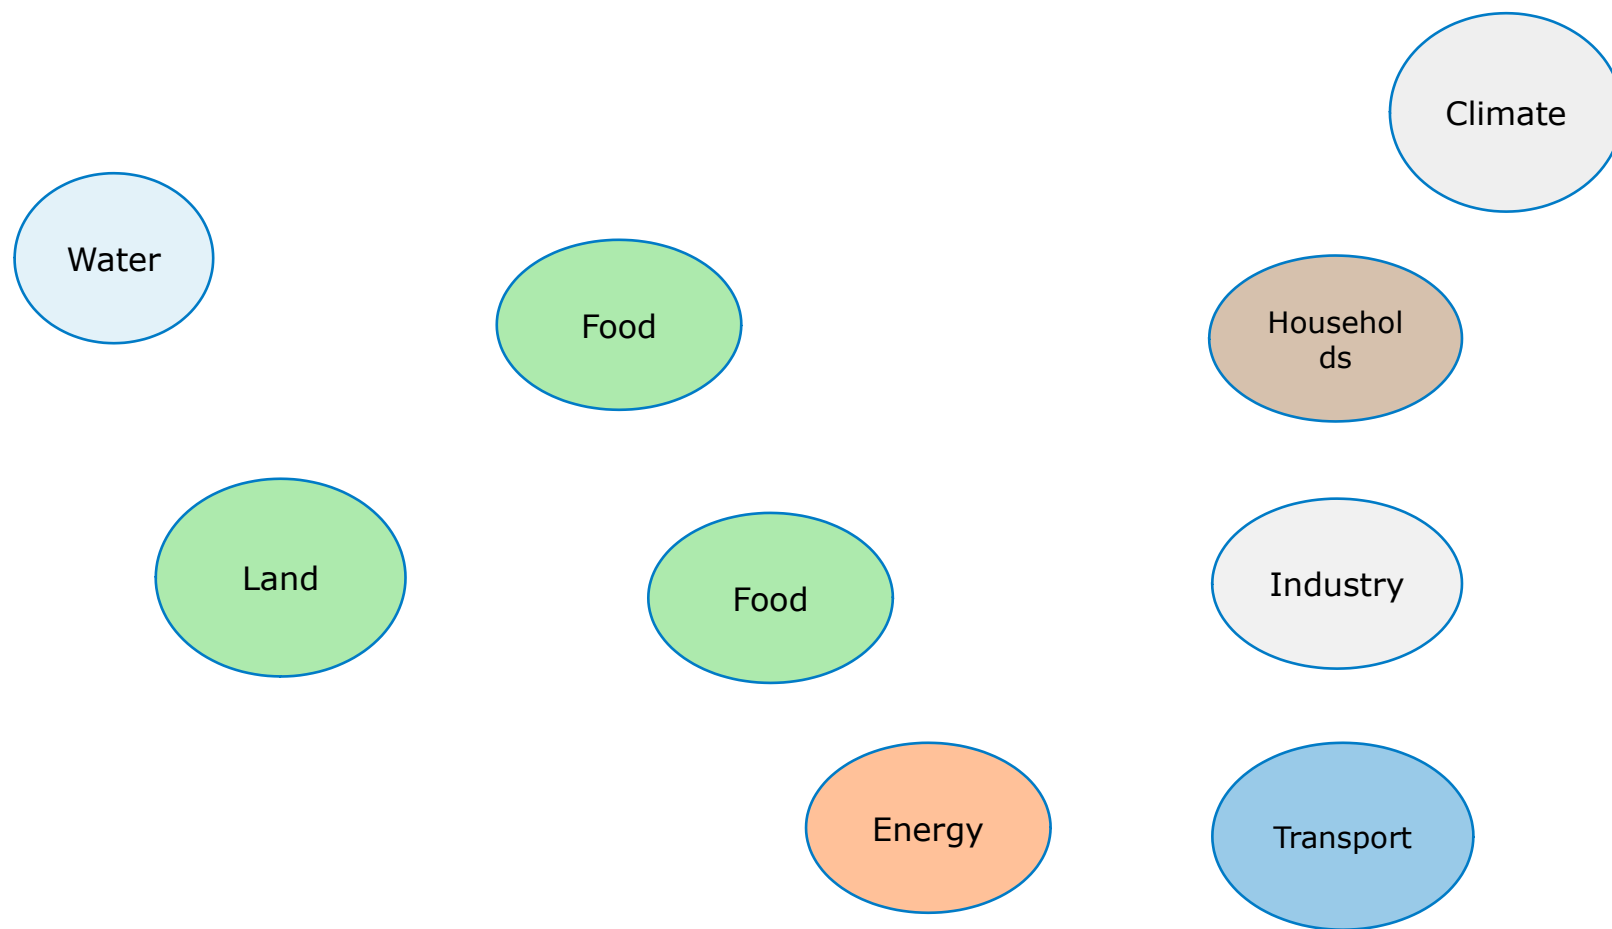 Climate
Water
Food
Househol
ds
Land
Food
Industry
Energy
Transport